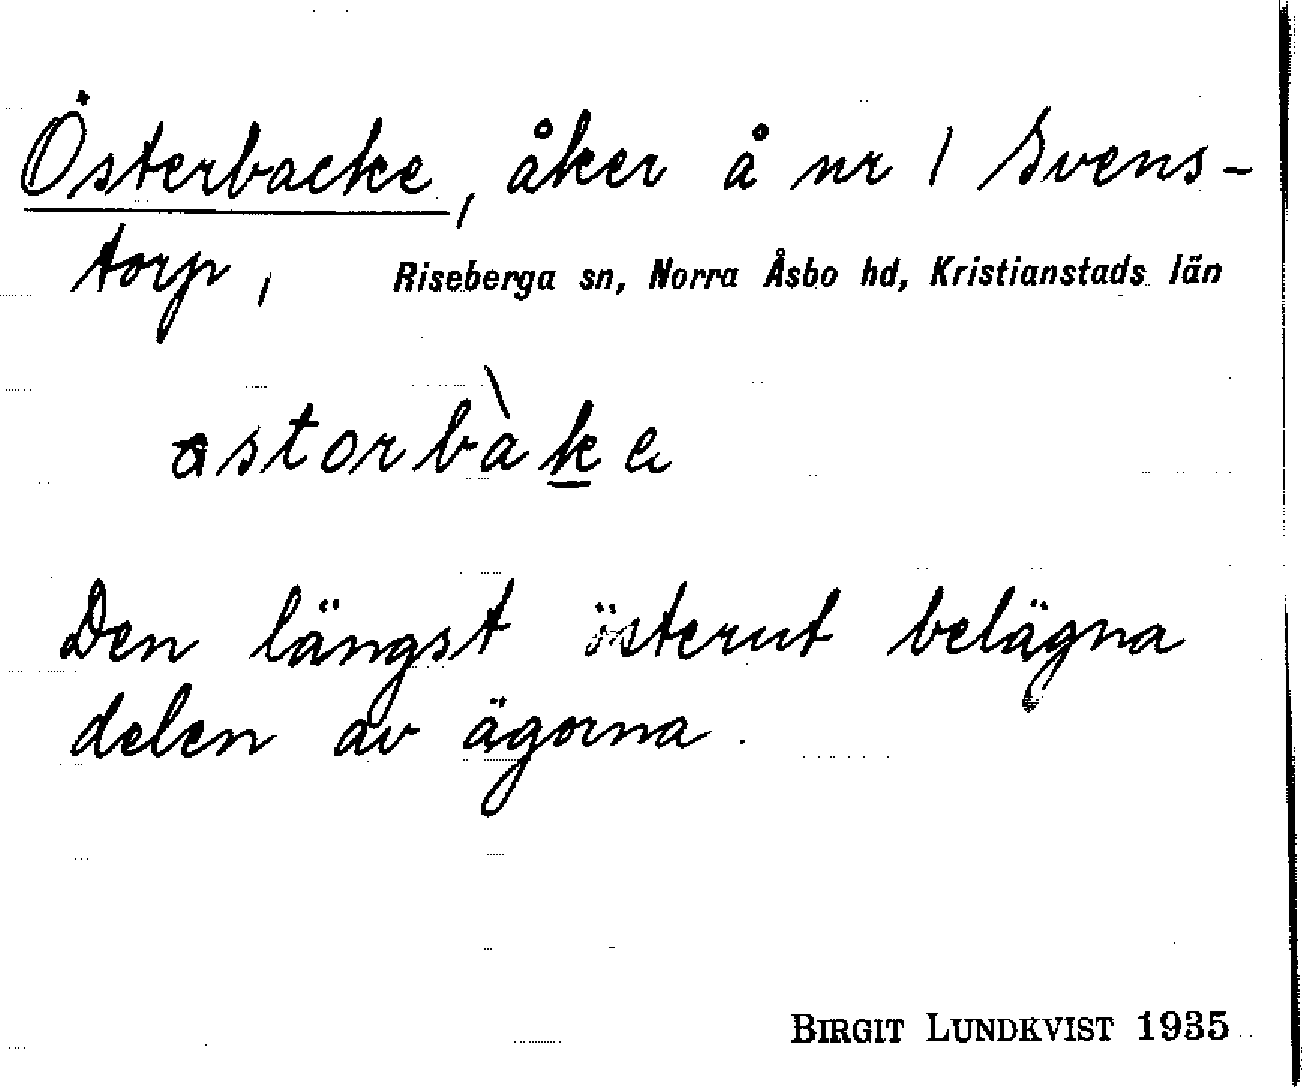 Österbacke, åker å nr 1 Svens-
torp, Riseberga sn, Norra Åsbo hd, Kristianstads län
ɷstorbàk̲e
Den längst österut belägna
delen av ägorna.
BIRGIT LUNDKVIST 1935